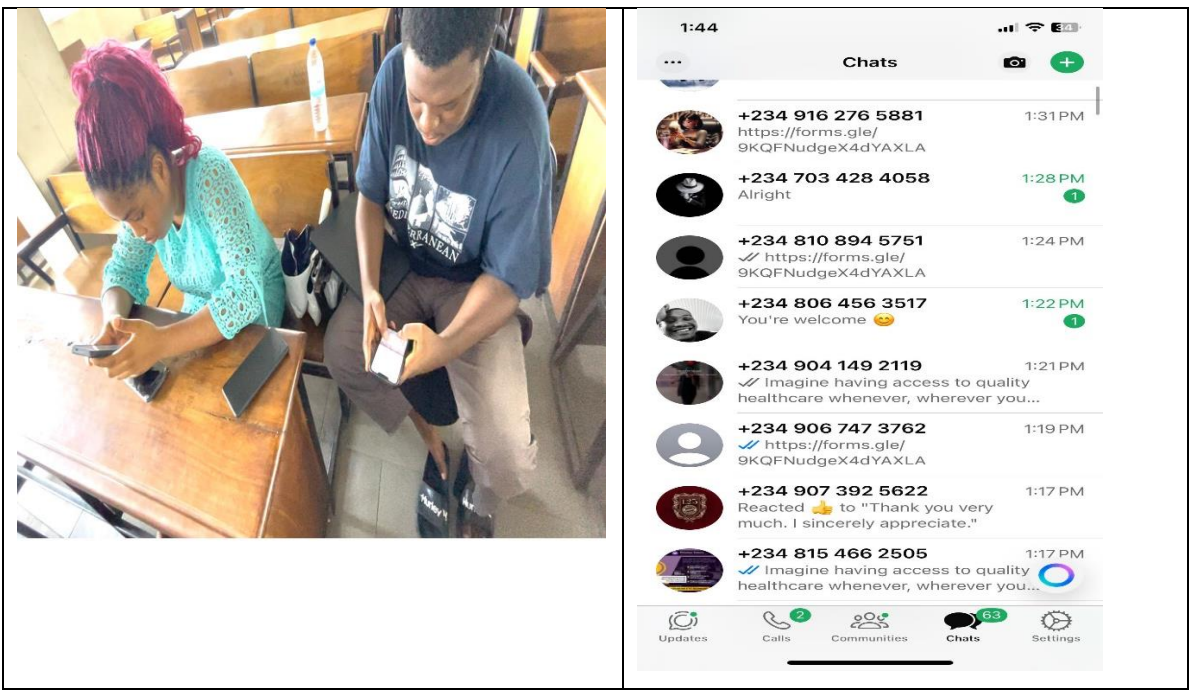 RRANEAN
Hurley
1:44
34
Chats
+234 916 276 5881
1:31 PM
https://forms.gle/
9KQFNudgeX4dYAXLA
+234 703 428 4058
1:28 PM
Alright
1
+234 810 894 5751
1:24 PM
https://forms.gle/
9KQFNudgeX4dYAXLA
+234 806 456 3517
1:22 PM
You're welcome 😊
1
+234 904 149 2119
1:21 PM
Imagine having access to quality
healthcare whenever, wherever you...
+234 906 747 3762
1:19 PM
https://forms.gle/
9KQFNudgeX4dYAXLA
+234 907 392 5622
1:17 PM
Reacted 👍 to "Thank you very
much. I sincerely appreciate."
+234 815 466 2505
1:17 PM
Imagine having access to quality
healthcare whenever, wherever you...
2
63
Updates
Calls
Communities
Chats
Settings